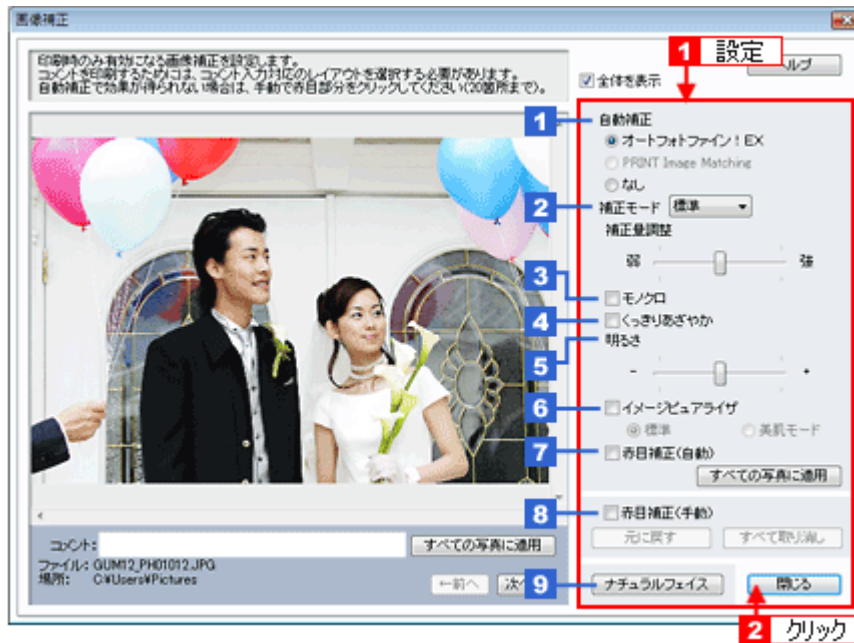 画像補正
印刷時のみ有効になる画像補正を設定します。
コメントを印刷するためには、コメント入力対応のレイアウトを選択する必要があります。
自動補正で効果が得られない場合は、手動で赤目部分をクリックしてください(20箇所まで)。
1 設定
ヘルプ
全体を表示
1 自動補正
オートフォトファイン!EX
PRINT Image Matching
なし
2 補正モード 標準
補正量調整
弱 強
3 モノクロ
4 くっきりあざやか
5 明るさ
- +
6 イメージピュアライザ
標準 美肌モード
7 赤目補正(自動)
すべての写真に適用
8 赤目補正(手動)
元に戻す すべて取り消し
コメント: すべての写真に適用
ファイル: GUM12_PH01012.JPG
場所: C:¥Users¥Pictures
←前へ 次へ
9 ナチュラルフェイス 閉じる
2 クリック